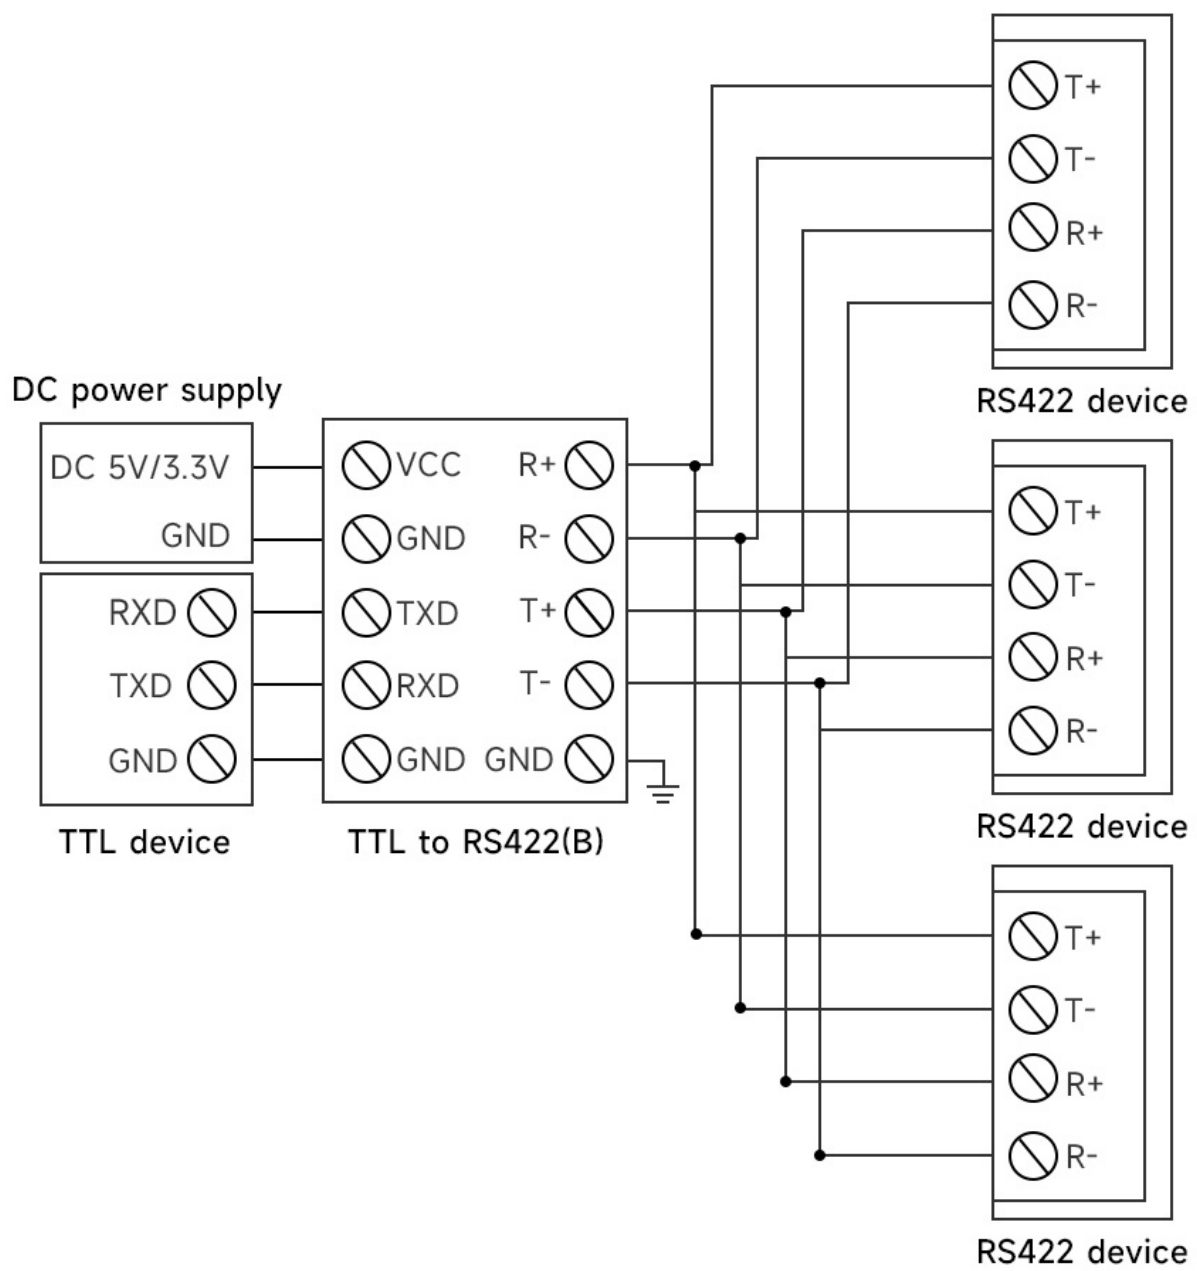 T+
T-
R+
R-
RS422 device
DC power supply
DC 5V/3.3V
GND
RXD
TXD
GND
TTL device
VCC R+
GND R-
TXD T+
RXD T-
GND GND
TTL to RS422(B)
T+
T-
R+
R-
RS422 device
T+
T-
R+
R-
RS422 device